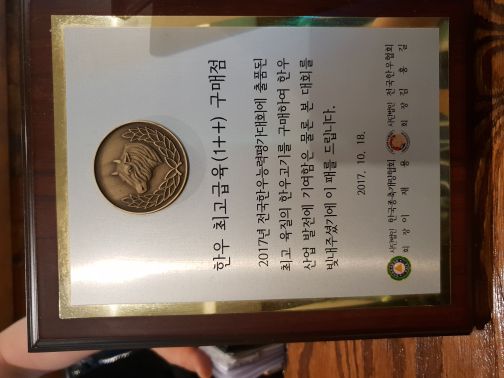 한우 최고급육(1++) 구매점
2017년 전국한우능력평가대회에 출품된
최고 육질의 한우고기를 구매하여 한우
산업 발전에 기여함은 물론 본 대회를
빛내주셨기에 이 패를 드립니다.
2017. 10. 18.
사단법인 한국종축개량협회
회 장 이 재 용
사단법인 전국한우협회
회 장 김 홍 길